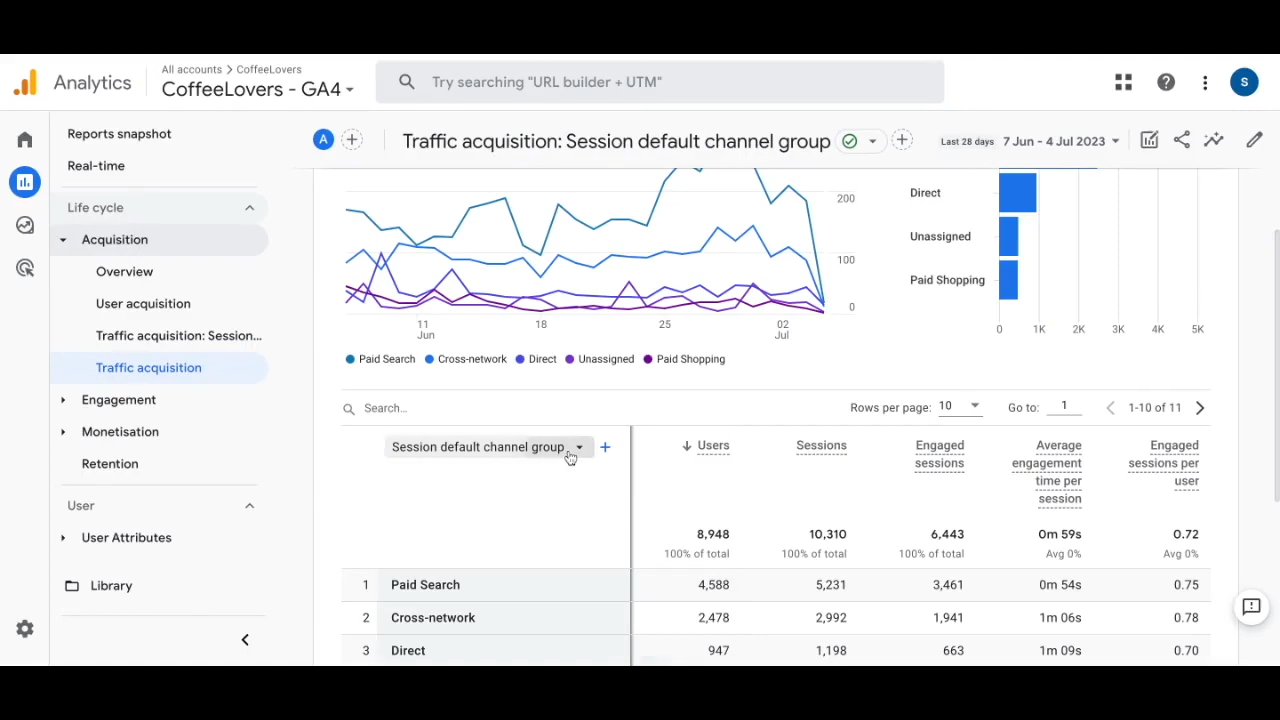 Analytics
All accounts > CoffeeLovers
CoffeeLovers - GA4
Try searching "URL builder + UTM"
S
Reports snapshot
Real-time
Life cycle
Acquisition
Overview
User acquisition
Traffic acquisition: Session...
Traffic acquisition
Engagement
Monetisation
Retention
User
User Attributes
Library
A
Traffic acquisition: Session default channel group
Last 28 days 7 Jun - 4 Jul 2023
200
100
0
11 Jun
18
25
02 Jul
Paid Search Cross-network Direct Unassigned Paid Shopping
Direct
Unassigned
Paid Shopping
0 1K 2K 3K 4K 5K
Search...
Rows per page: 10 Go to: 1 1-10 of 11
Session default channel group
Users
Sessions
Engaged sessions
Average engagement time per session
Engaged sessions per user
8,948 10,310 6,443 0m 59s 0.72
100% of total 100% of total 100% of total Avg 0% Avg 0%
1 Paid Search 4,588 5,231 3,461 0m 54s 0.75
2 Cross-network 2,478 2,992 1,941 1m 06s 0.78
3 Direct 947 1,198 663 1m 09s 0.70